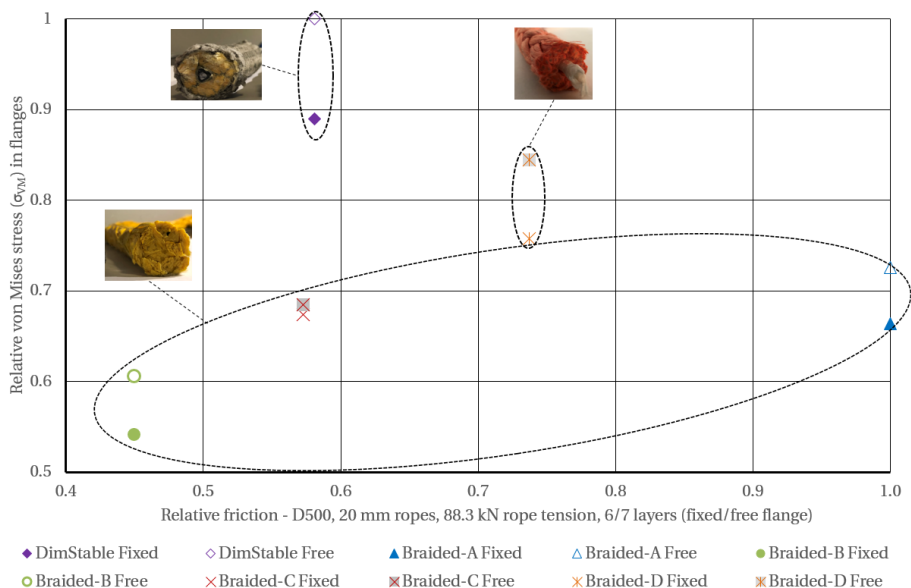 Relative von Mises stress (σVM) in flanges
1
0.9
0.8
0.7
0.6
0.5
0.4 0.5 0.6 0.7 0.8 0.9 1.0
Relative friction - D500, 20 mm ropes, 88.3 kN rope tension, 6/7 layers (fixed/free flange)
DimStable Fixed DimStable Free Braided-A Fixed Braided-A Free Braided-B Fixed
Braided-B Free Braided-C Fixed Braided-C Free Braided-D Fixed Braided-D Free